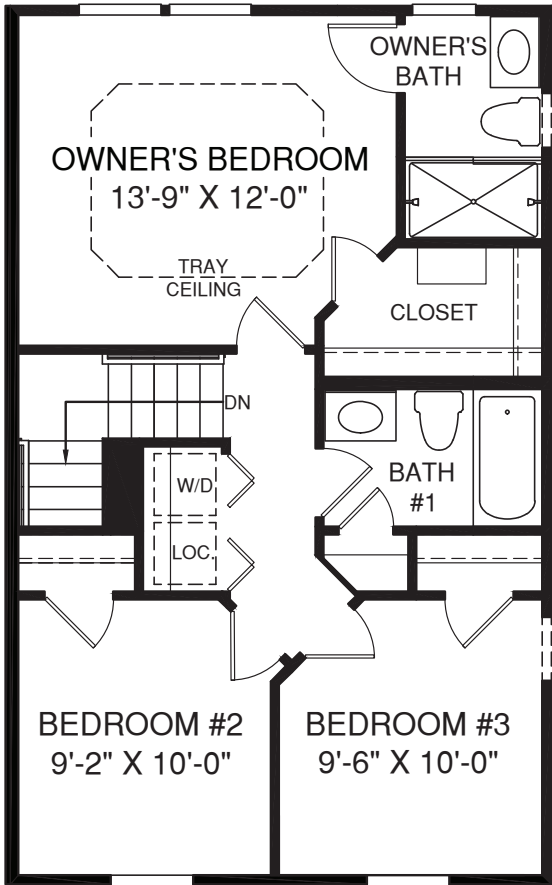 OWNER'S
BATH
OWNER'S BEDROOM
13'-9" X 12'-0"
TRAY
CEILING
CLOSET
DN
W/D
LOC.
BATH
#1
BEDROOM #2
9'-2" X 10'-0"
BEDROOM #3
9'-6" X 10'-0"